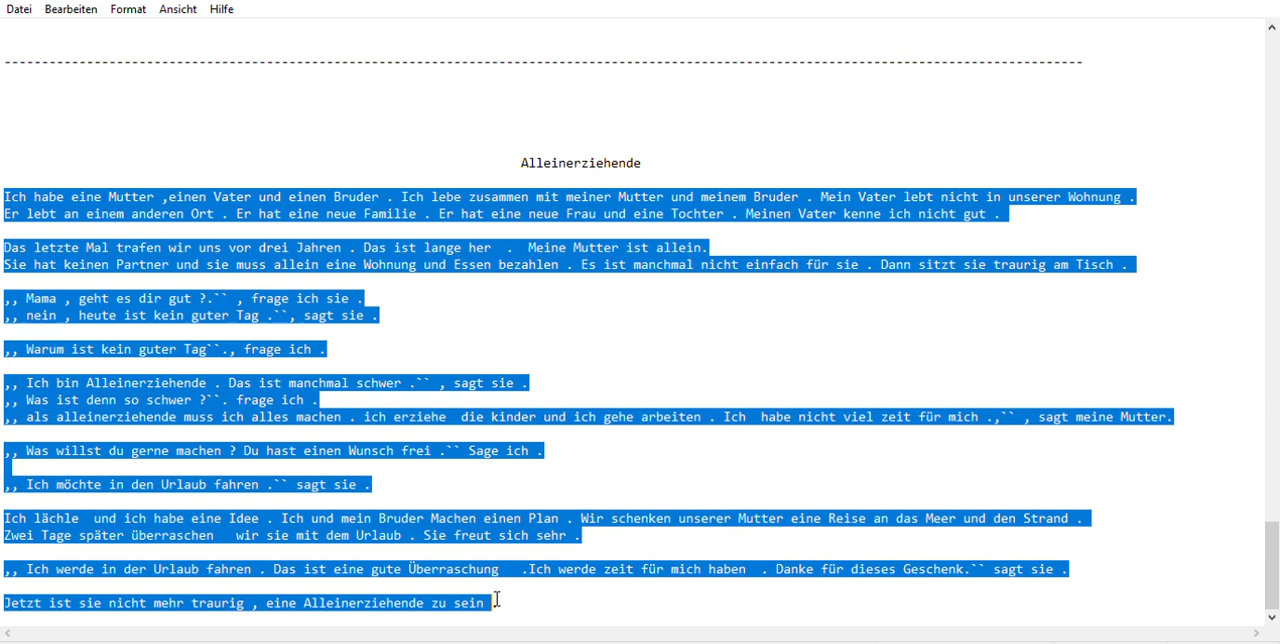 Datei Bearbeiten Format Ansicht Hilfe
------------------------------------------------------------------------------------------------------------------------------------------------
Alleinerziehende
Ich habe eine Mutter ,einen Vater und einen Bruder . Ich lebe zusammen mit meiner Mutter und meinem Bruder . Mein Vater lebt nicht in unserer Wohnung .
Er lebt an einem anderen Ort . Er hat eine neue Familie . Er hat eine neue Frau und eine Tochter . Meinen Vater kenne ich nicht gut .
Das letzte Mal trafen wir uns vor drei Jahren . Das ist lange her  .  Meine Mutter ist allein.
Sie hat keinen Partner und sie muss allein eine Wohnung und Essen bezahlen . Es ist manchmal nicht einfach für sie . Dann sitzt sie traurig am Tisch .
,, Mama , geht es dir gut ?.`` , frage ich sie .
,, nein , heute ist kein guter Tag .``, sagt sie .
,, Warum ist kein guter Tag``., frage ich .
,, Ich bin Alleinerziehende . Das ist manchmal schwer .`` , sagt sie .
,, Was ist denn so schwer ?``. frage ich .
,, als alleinerziehende muss ich alles machen . ich erziehe  die kinder und ich gehe arbeiten . Ich  habe nicht viel zeit für mich .,`` , sagt meine Mutter.
,, Was willst du gerne machen ? Du hast einen Wunsch frei .`` Sage ich .
,, Ich möchte in den Urlaub fahren .`` sagt sie .
Ich lächle  und ich habe eine Idee . Ich und mein Bruder Machen einen Plan . Wir schenken unserer Mutter eine Reise an das Meer und den Strand .
Zwei Tage später überraschen   wir sie mit dem Urlaub . Sie freut sich sehr .
,, Ich werde in der Urlaub fahren . Das ist eine gute Überraschung   .Ich werde zeit für mich haben  . Danke für dieses Geschenk.`` sagt sie .
Jetzt ist sie nicht mehr traurig , eine Alleinerziehende zu sein